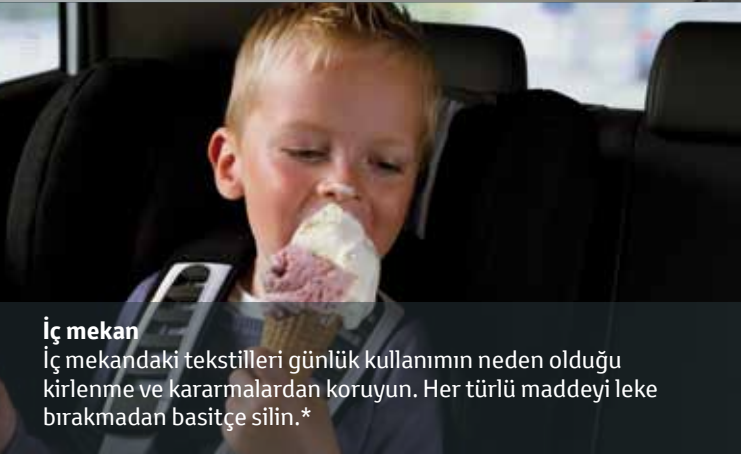 İç mekan
İç mekandaki tekstilleri günlük kullanımın neden olduğu
kirlenme ve kararmalardan koruyun. Her türlü maddeyi leke
bırakmadan basitçe silin.*